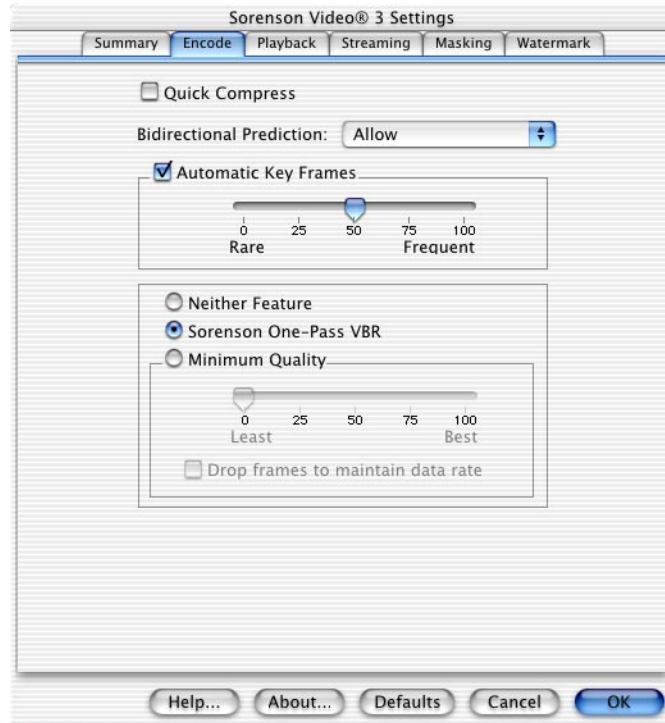 Sorenson Video® 3 Settings
Summary Encode Playback Streaming Masking Watermark
Quick Compress
Bidirectional Prediction: Allow
Automatic Key Frames
0 25 50 75 100
Rare Frequent
Neither Feature
Sorenson One-Pass VBR
Minimum Quality
0 25 50 75 100
Least Best
Drop frames to maintain data rate
Help... About... Defaults Cancel OK